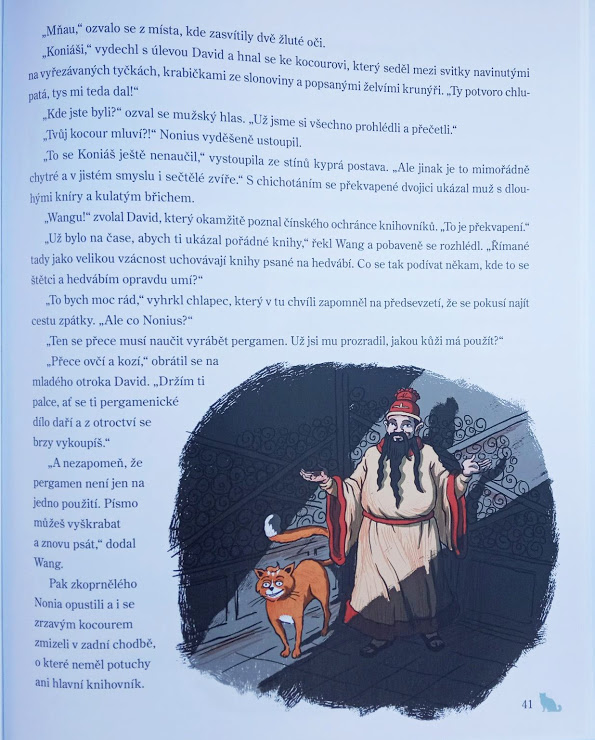 „Mňau,“ ozvalo se z místa, kde zasvítily dvě žluté oči.
„Koniáši,“ vydechl s úlevou David a hnal se ke kocourovi, který seděl mezi svitky navinutými
na vyřezávaných tyčkách, krabičkami ze slonoviny a popsanými želvími krunýři. „Ty potvoro chlu-
patá, tys mi teda dal!“
„Kde jste byli?“ ozval se mužský hlas. „Už jsme si všechno prohlédli a přečetli.“
„Tvůj kocour mluví?!“ Nonius vyděšeně ustoupil.
„To se Koniáš ještě nenaučil,“ vystoupila ze stínů kyprá postava. „Ale jinak je to mimořádně
chytré a v jistém smyslu i sečtělé zvíře.“ S chichotáním se překvapené dvojici ukázal muž s dlou-
hými kníry a kulatým břichem.
„Wangu!“ zvolal David, který okamžitě poznal čínského ochránce knihovníků. „To je překvapení.“
„Už bylo na čase, abych ti ukázal pořádné knihy,“ řekl Wang a pobaveně se rozhlédl. „Římané
tady jako velikou vzácnost uchovávají knihy psané na hedvábí. Co se tak podívat někam, kde to se
štětci a hedvábím opravdu umí?“
„To bych moc rád,“ vyhrkl chlapec, který v tu chvíli zapomněl na předsevzetí, že se pokusí najít
cestu zpátky. „Ale co Nonius?“
„Ten se přece musí naučit vyrábět pergamen. Už jsi mu prozradil, jakou kůži má použít?“
„Přece ovčí a kozí,“ obrátil se na
mladého otroka David. „Držím ti
palce, ať se ti pergamenické
dílo daří a z otroctví se
brzy vykoupíš.“
„A nezapomeň, že
pergamen není jen na
jedno použití. Písmo
můžeš vyškrabat
a znovu psát,“ dodal
Wang.
Pak zkoprnělého
Nonia opustili a i se
zrzavým kocourem
zmizeli v zadní chodbě,
o které neměl potuchy
ani hlavní knihovník.
41